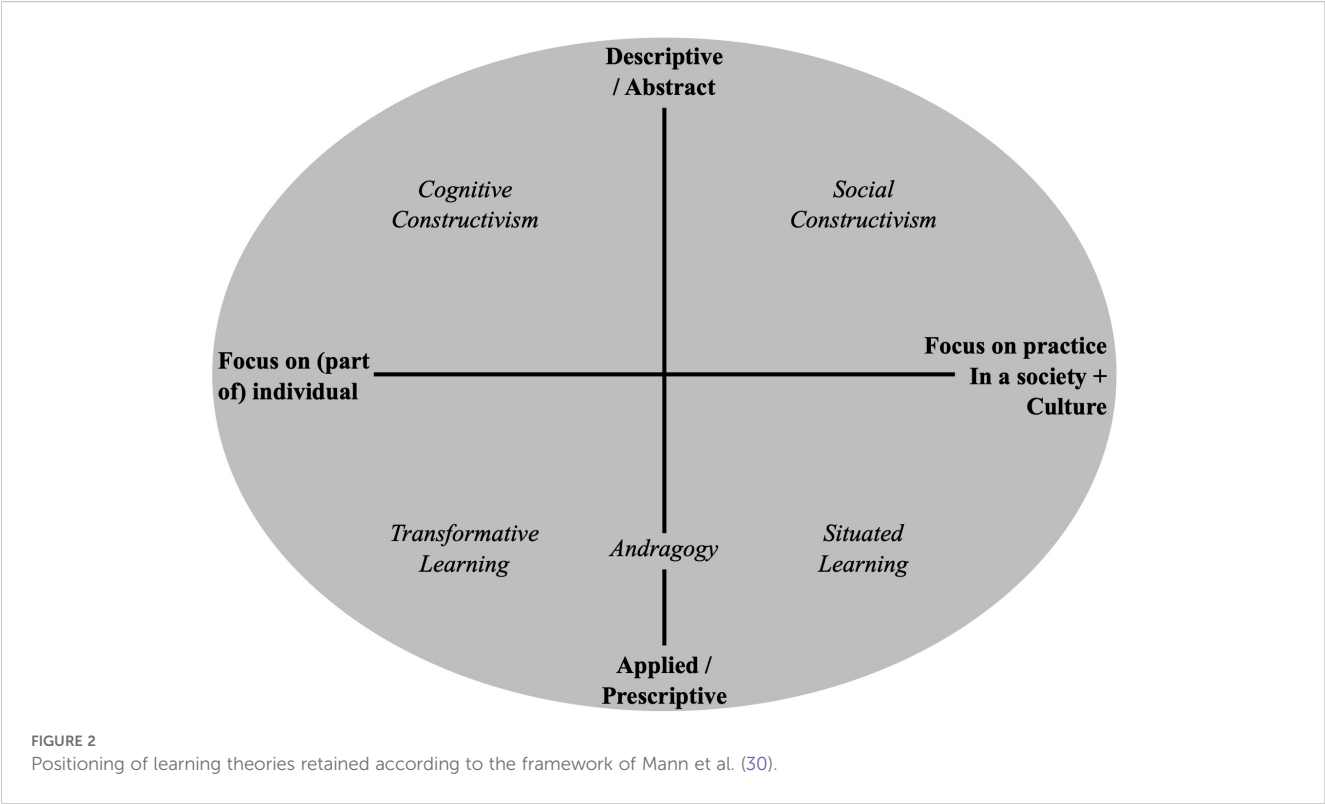 Descriptive
/ Abstract
Cognitive
Constructivism
Social
Constructivism
Focus on (part
of) individual
Focus on practice
In a society +
Culture
Transformative
Learning
Andragogy
Situated
Learning
Applied /
Prescriptive
FIGURE 2
Positioning of learning theories retained according to the framework of Mann et al. (30).